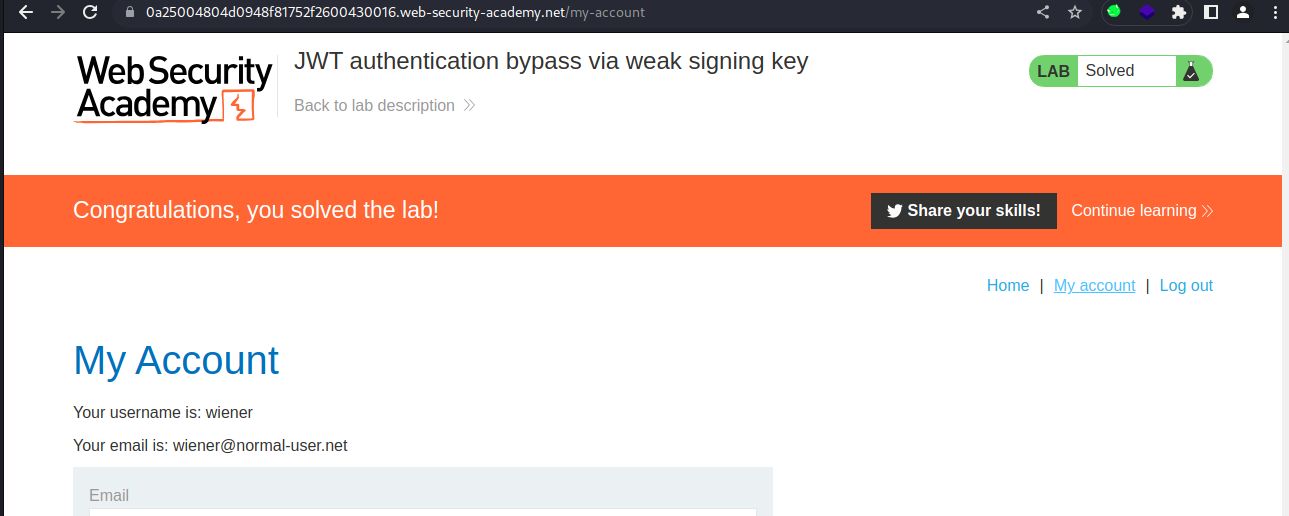 0a25004804d0948f81752f2600430016.web-security-academy.net/my-account
Web Security
Academy
JWT authentication bypass via weak signing key
Back to lab description
LAB Solved
Congratulations, you solved the lab!
Share your skills! Continue learning
Home | My account | Log out
My Account
Your username is: wiener
Your email is: wiener@normal-user.net
Email